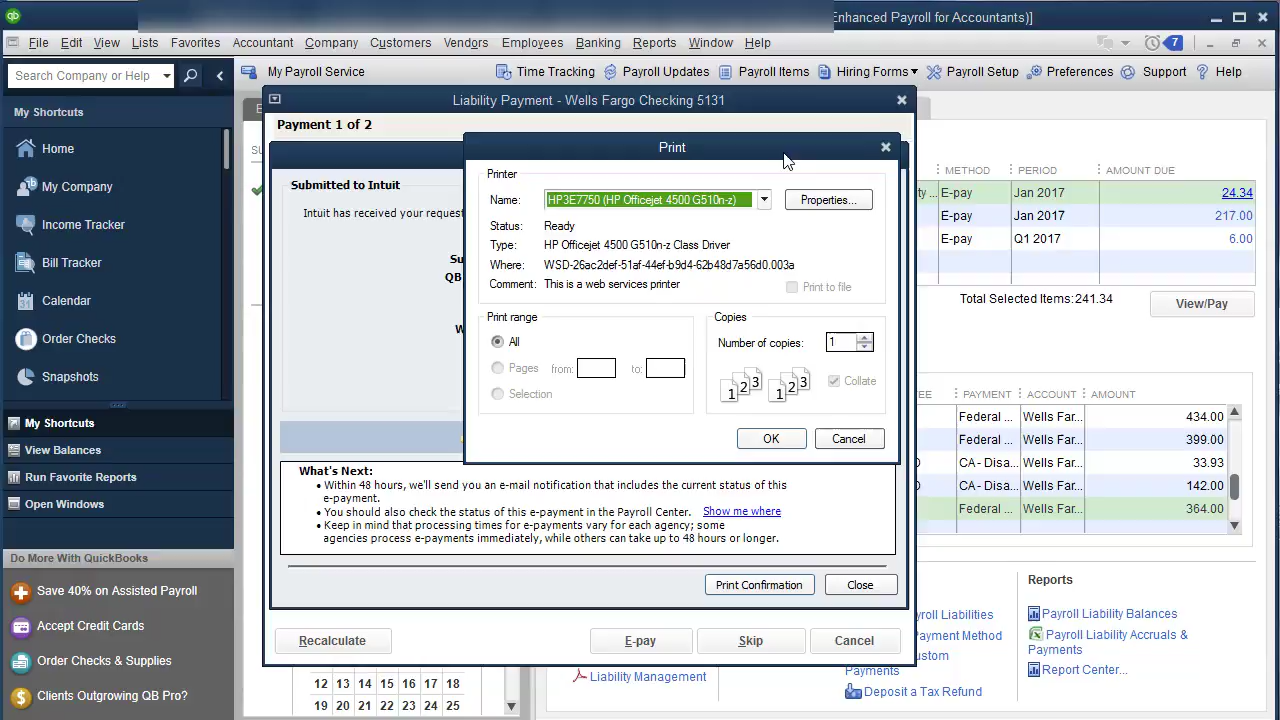 Enhanced Payroll for Accountants)]
File Edit View Lists Favorites Accountant Company Customers Vendors Employees Banking Reports Window Help
7
Search Company or Help
My Payroll Service
Time Tracking
Payroll Updates
Payroll Items
Hiring For
Payroll Setup
Preferences
Support
Help
My Shortcuts
Home
My Company
Income Tracker
Bill Tracker
Calendar
Order Checks
Snapshots
My Shortcuts
View Balances
Run Favorite Reports
Open Windows
Do More With QuickBooks
Save 40% on Assisted Payroll
Accept Credit Cards
Order Checks & Supplies
Clients Outgrowing QB Pro?
Liability Payment - Wells Fargo Checking 5131
Payment 1 of 2
Submitted to Intuit
Intuit has received your reques
Su
QB
W
Print
Printer
Name: HP3E7750 (HP Officejet 4500 G510n-z)
Properties...
Status: Ready
Type: HP Officejet 4500 G510n-z Class Driver
Where: WSD-26ac2def-51af-44ef-b9d4-62b48d7a56d0.003a
Comment: This is a web services printer
Print to file
Print range
All
Pages from: to:
Selection
Copies
Number of copies: 1
1 2 3 1 2 3
Collate
OK Cancel
What's Next:
• Within 48 hours, we'll send you an e-mail notification that includes the current status of this
e-payment.
• You should also check the status of this e-payment in the Payroll Center. Show me where
• Keep in mind that processing times for e-payments vary for each agency; some
agencies process e-payments immediately, while others can take up to 48 hours or longer.
Print Confirmation Close
Recalculate E-pay Skip Cancel
METHOD PERIOD AMOUNT DUE
E-pay Jan 2017 24.34
E-pay Jan 2017 217.00
E-pay Q1 2017 6.00
Total Selected Items: 241.34
View/Pay
EE PAYMENT ACCOUNT AMOUNT
Federal ... Wells Far... 434.00
Federal ... Wells Far... 399.00
CA - Disa... Wells Far... 33.93
CA - Disa... Wells Far... 142.00
Federal ... Wells Far... 364.00
12 13 14 15 16 17 18
19 20 21 22 23 24 25
Liability Management
yroll Liabilities
ayment Method
ustom
Payments
Deposit a Tax Refund
Reports
Payroll Liability Balances
Payroll Liability Accruals &
Payments
Report Center...